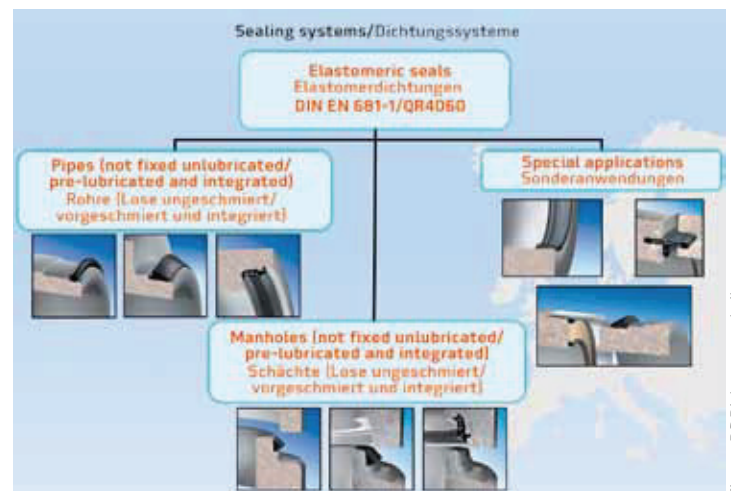 Sealing systems/Dichtungssysteme
Elastomeric seals
Elastomerdichtungen
DIN EN 681-1/QR4060
Pipes (not fixed unlubricated/
pre-lubricated and integrated)
Rohre (Lose ungeschmiert/
vorgeschmiert und integriert)
Special applications
Sonderanwendungen
Manholes (not fixed unlubricated/
pre-lubricated and integrated)
Schächte (Lose ungeschmiert/
vorgeschmiert und integriert)